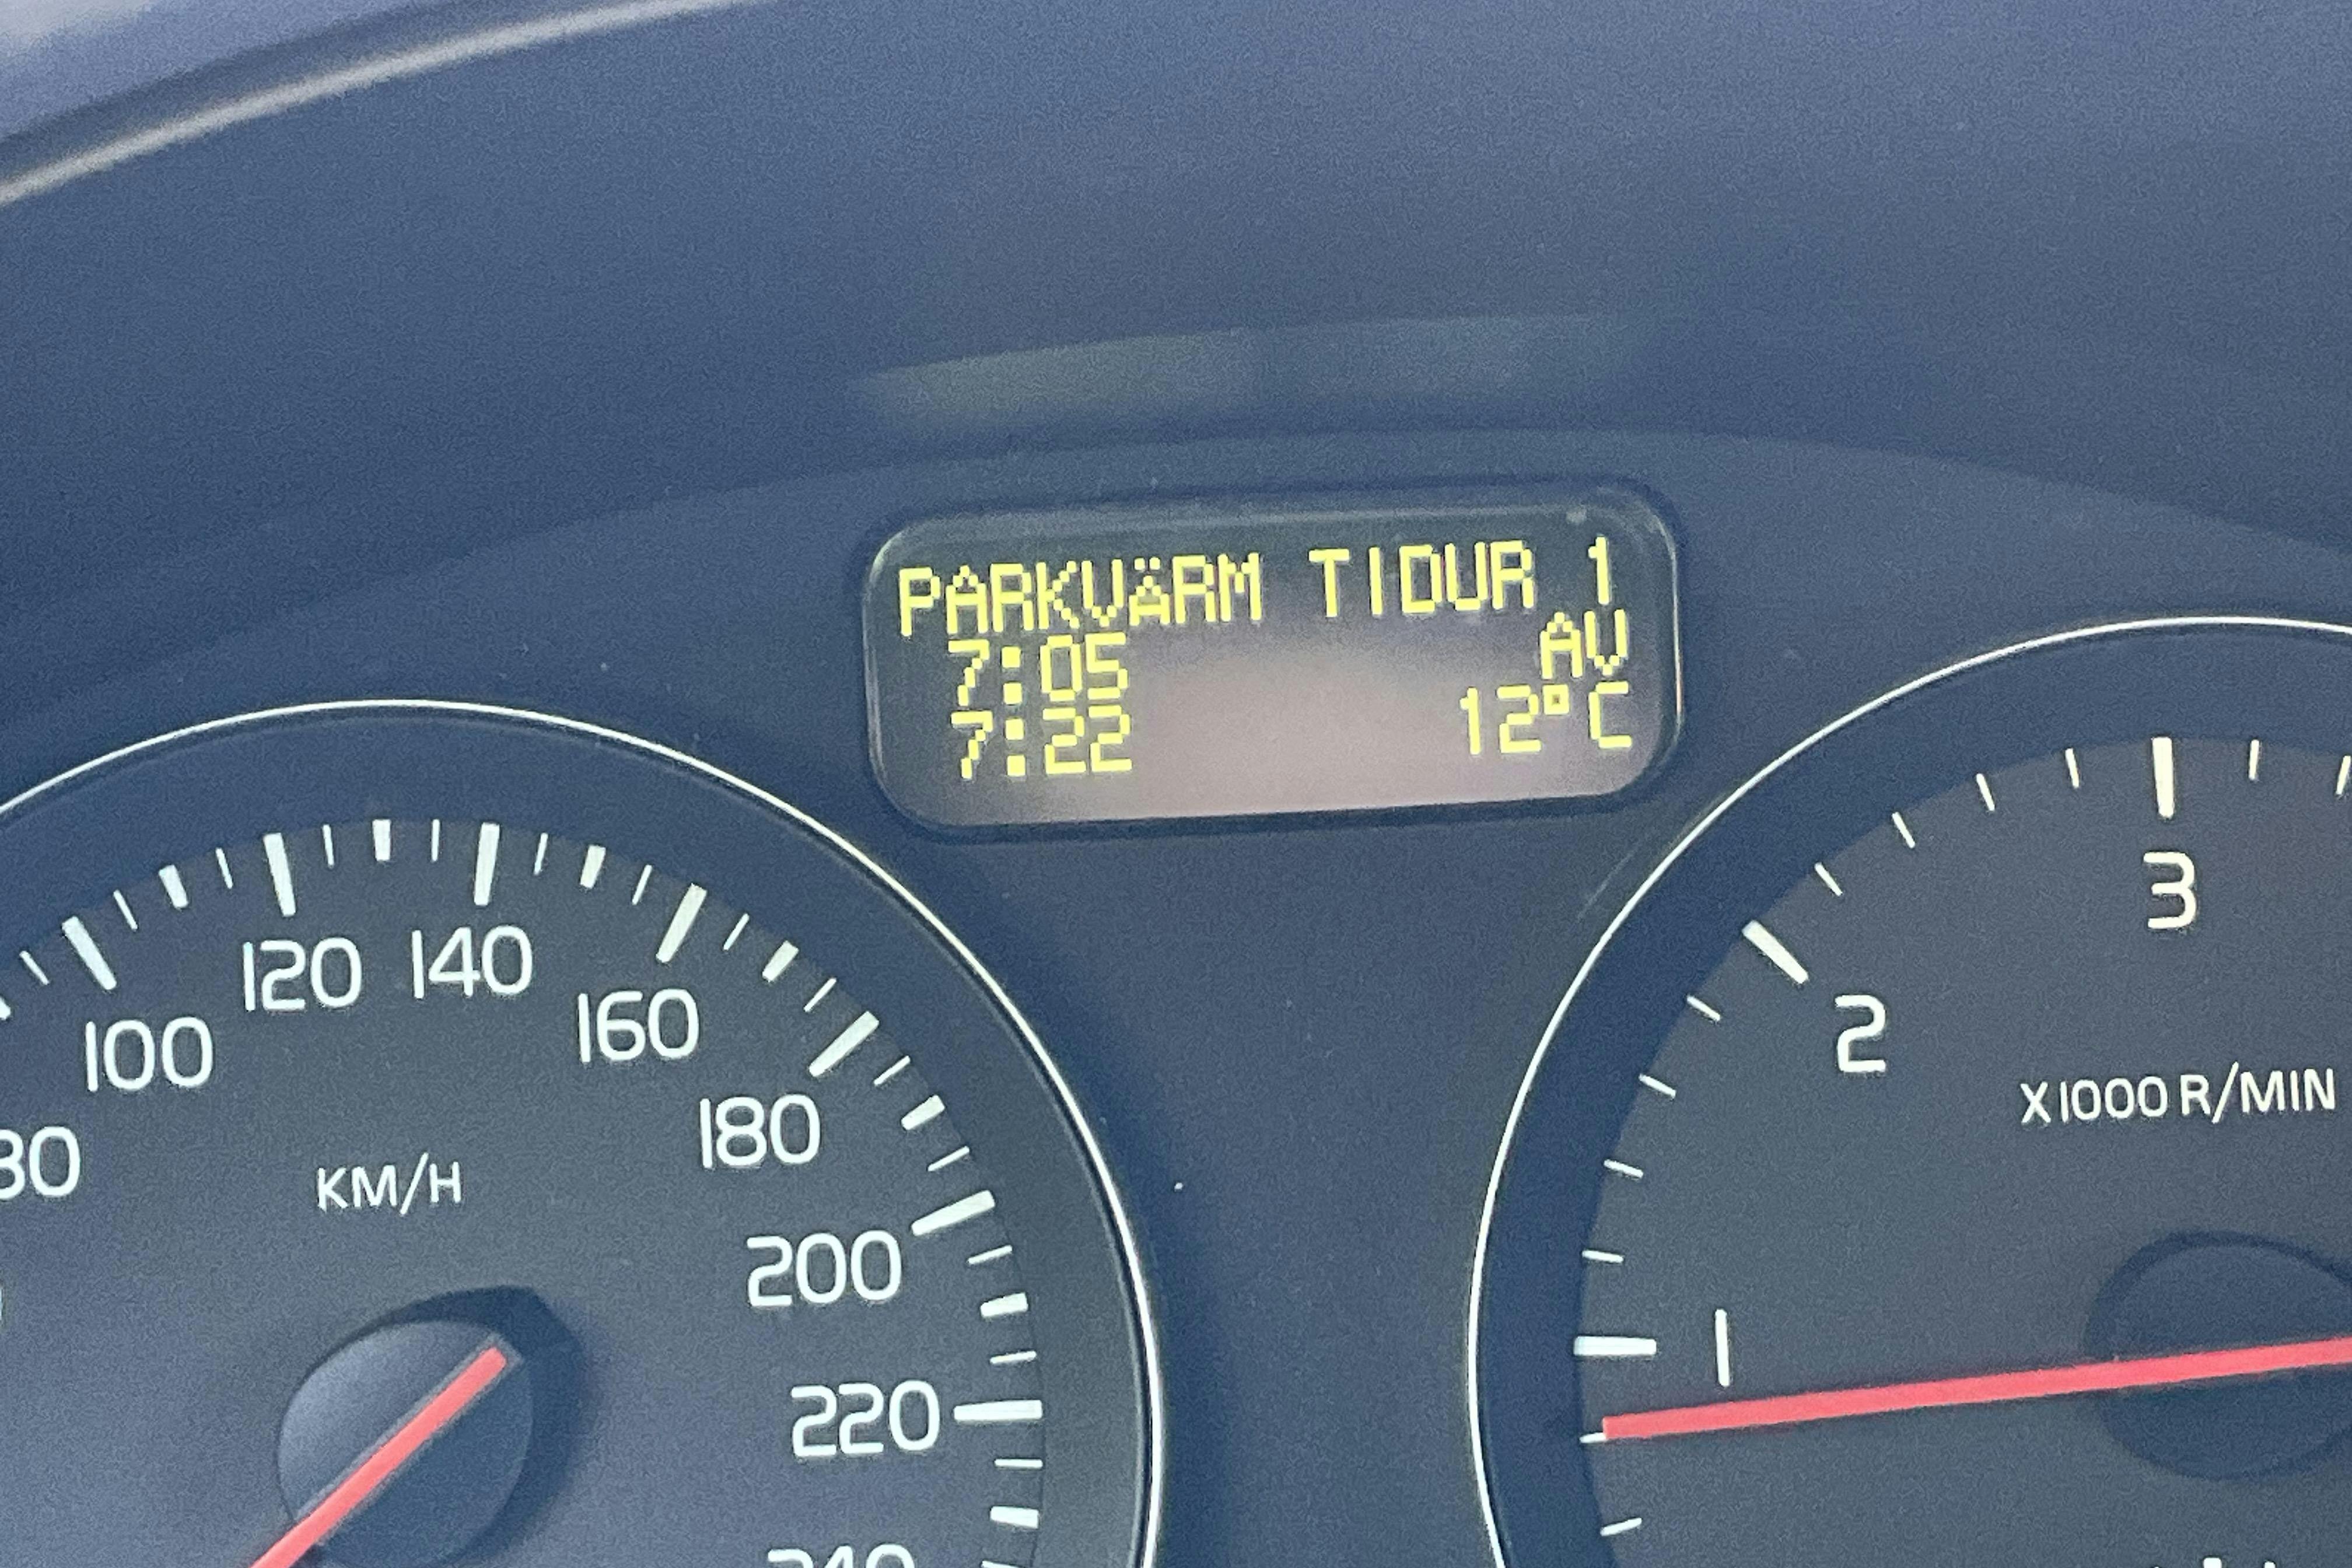 PARKVÄRM TIDUR 1
7:05 AV
7:22 12°C
100
120
140
160
180
200
220
KM/H
1
2
3
X1000 R/MIN